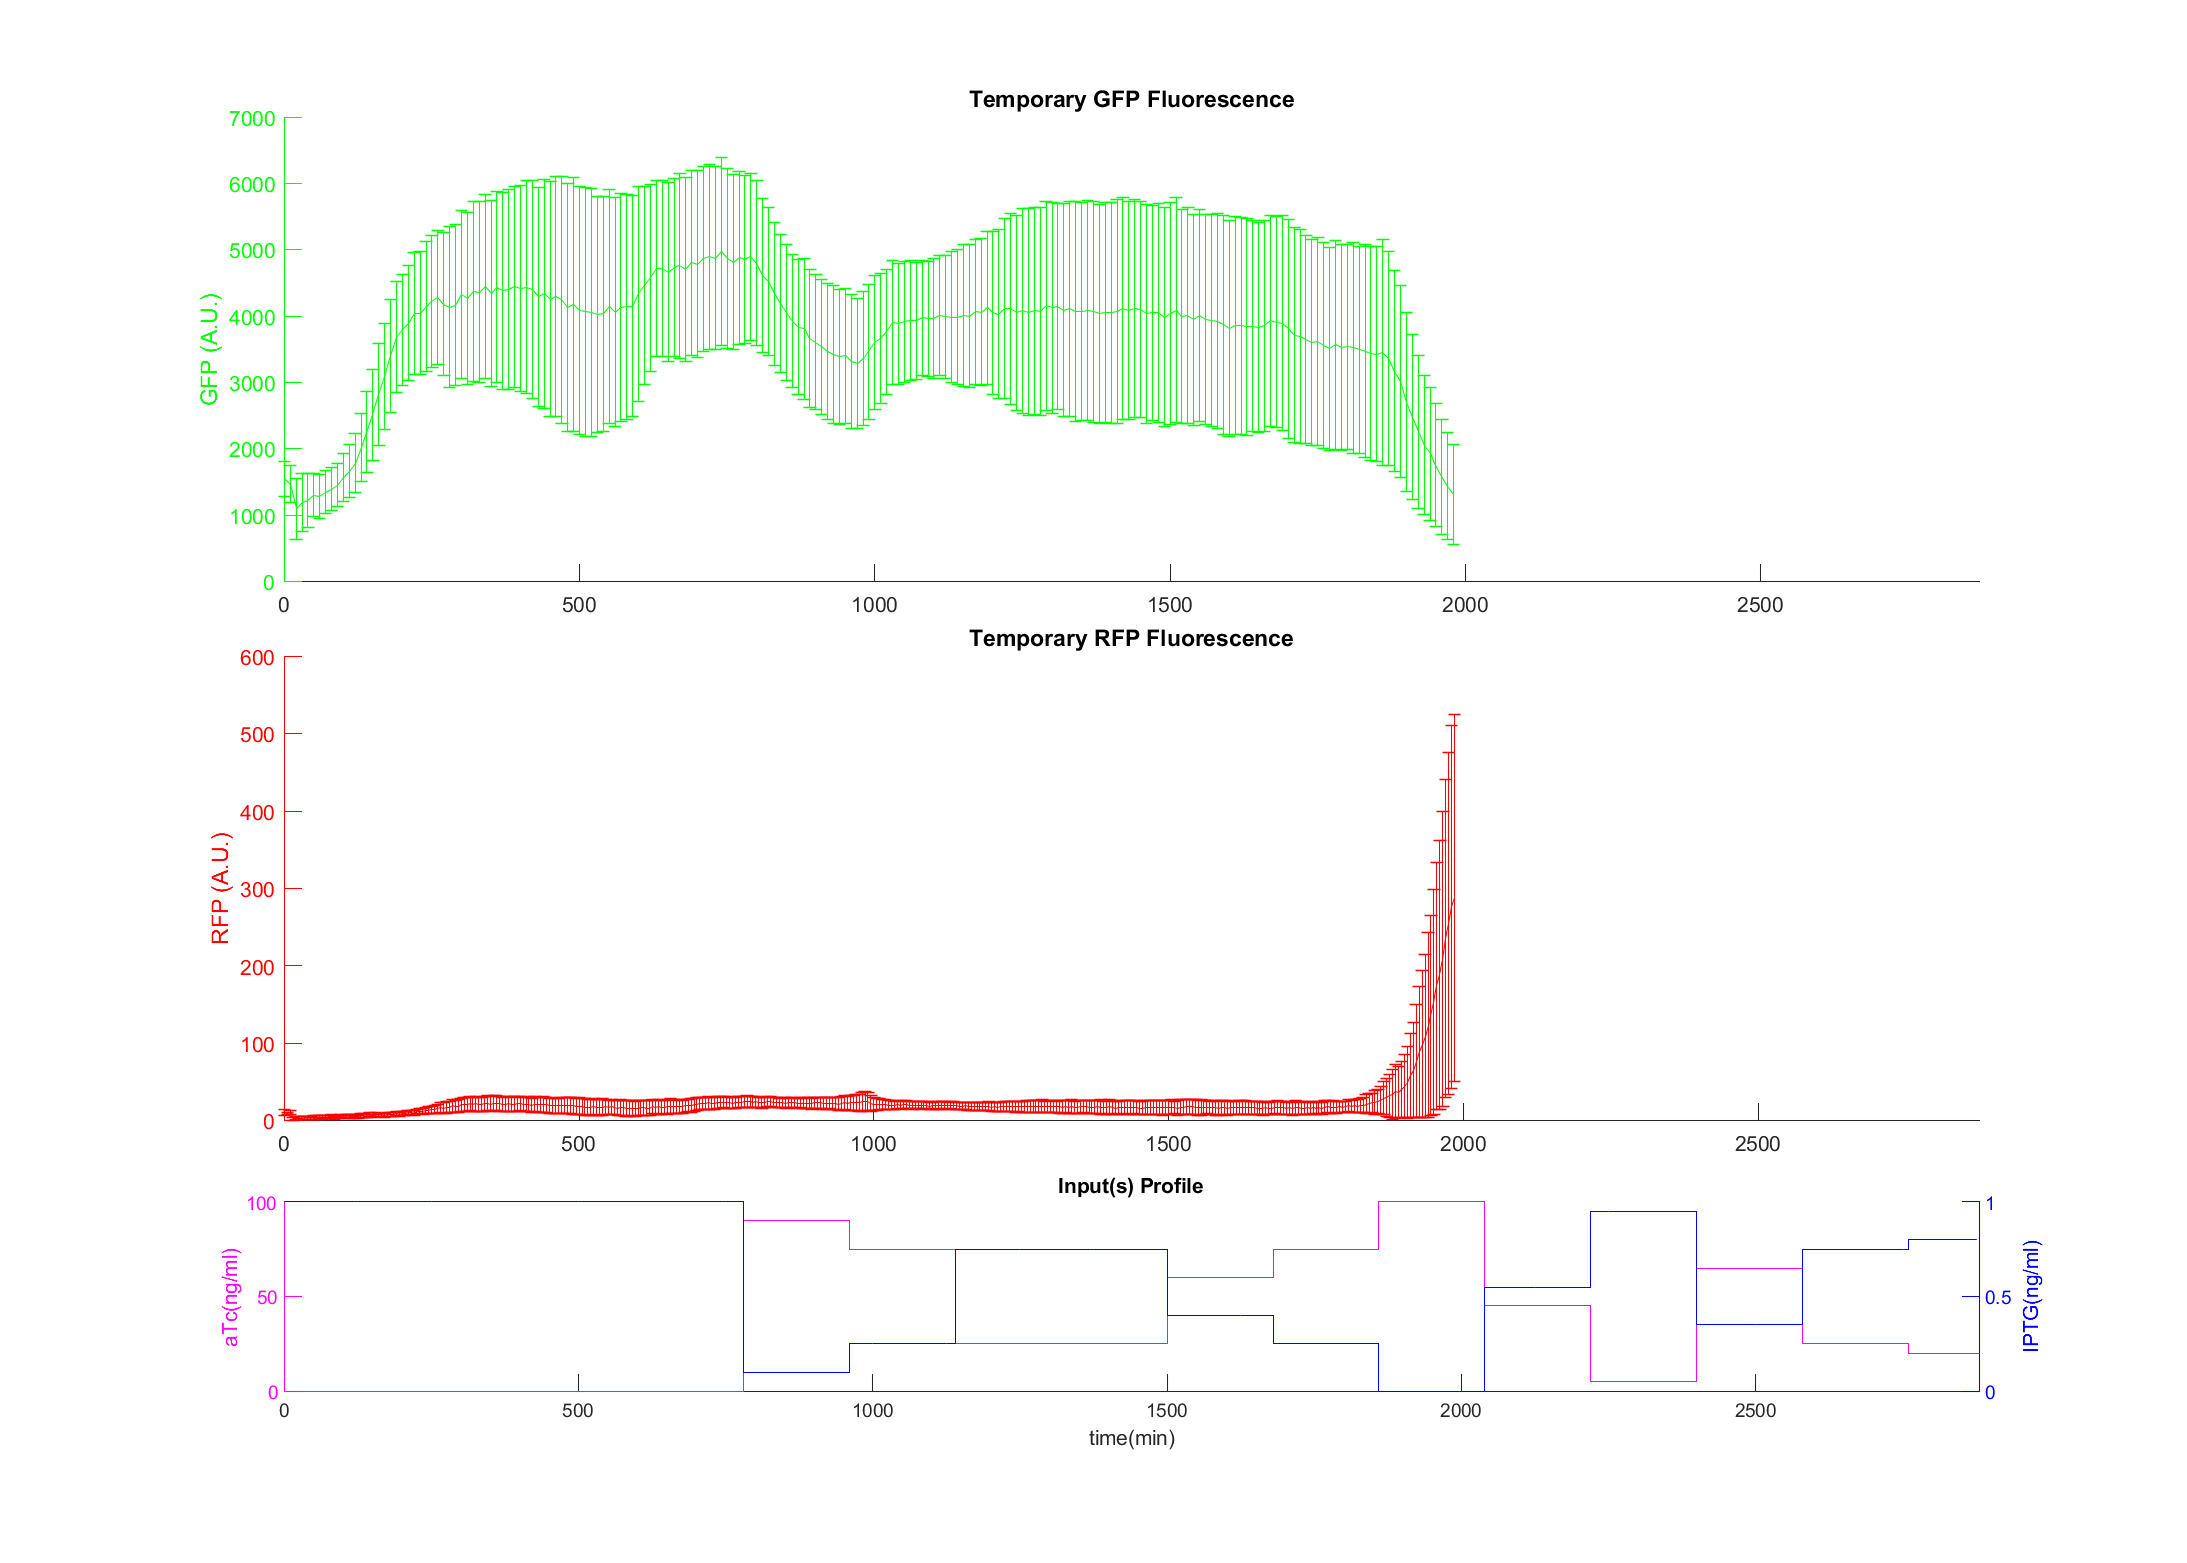 Temporary GFP Fluorescence
7000
6000
5000
4000
3000
2000
1000
0
GFP (A.U.)
0 500 1000 1500 2000 2500
Temporary RFP Fluorescence
600
500
400
300
200
100
0
RFP (A.U.)
0 500 1000 1500 2000 2500
Input(s) Profile
100
50
0
aTc(ng/ml)
1
0.5
0
IPTG(ng/ml)
0 500 1000 1500 2000 2500
time(min)